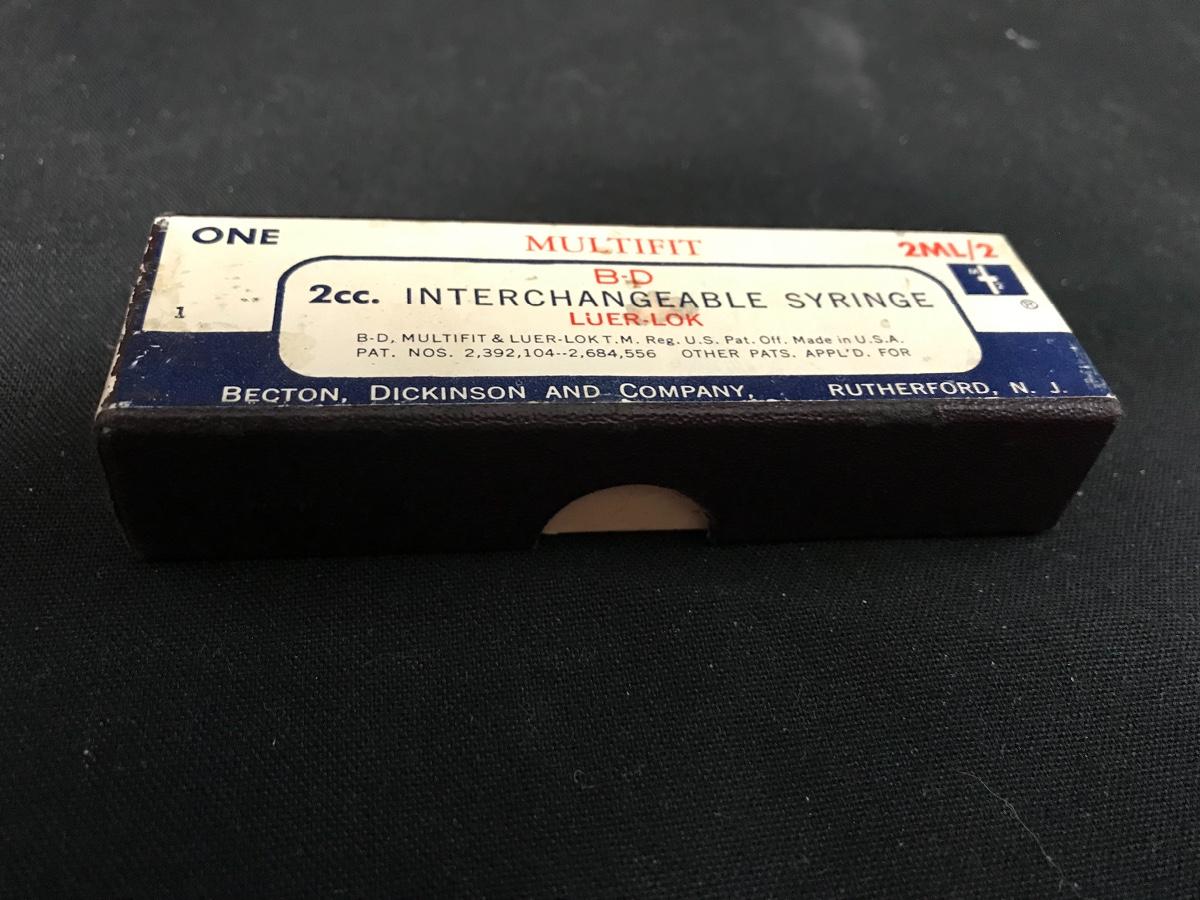 ONE
MULTIFIT
2ML/2
B-D
2cc. INTERCHANGEABLE SYRINGE
LUER-LOK
1
®
B-D, MULTIFIT & LUER-LOK T.M. Reg. U.S. Pat. Off. Made in U.S.A.
PAT. NOS. 2,392,104--2,684,556 OTHER PATS. APPL'D. FOR
BECTON, DICKINSON AND COMPANY, RUTHERFORD, N. J.